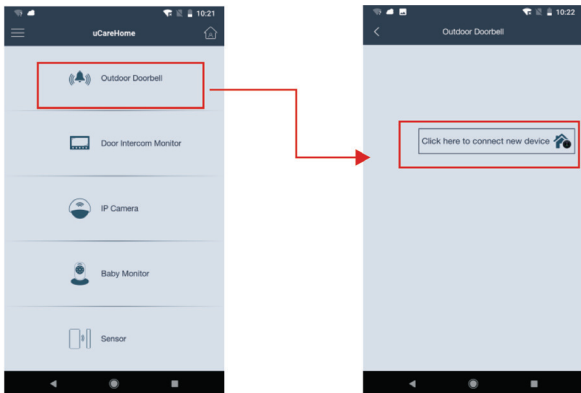 10:21
uCareHome
Outdoor Doorbell
Door Intercom Monitor
IP Camera
Baby Monitor
Sensor
10:22
Outdoor Doorbell
Click here to connect new device